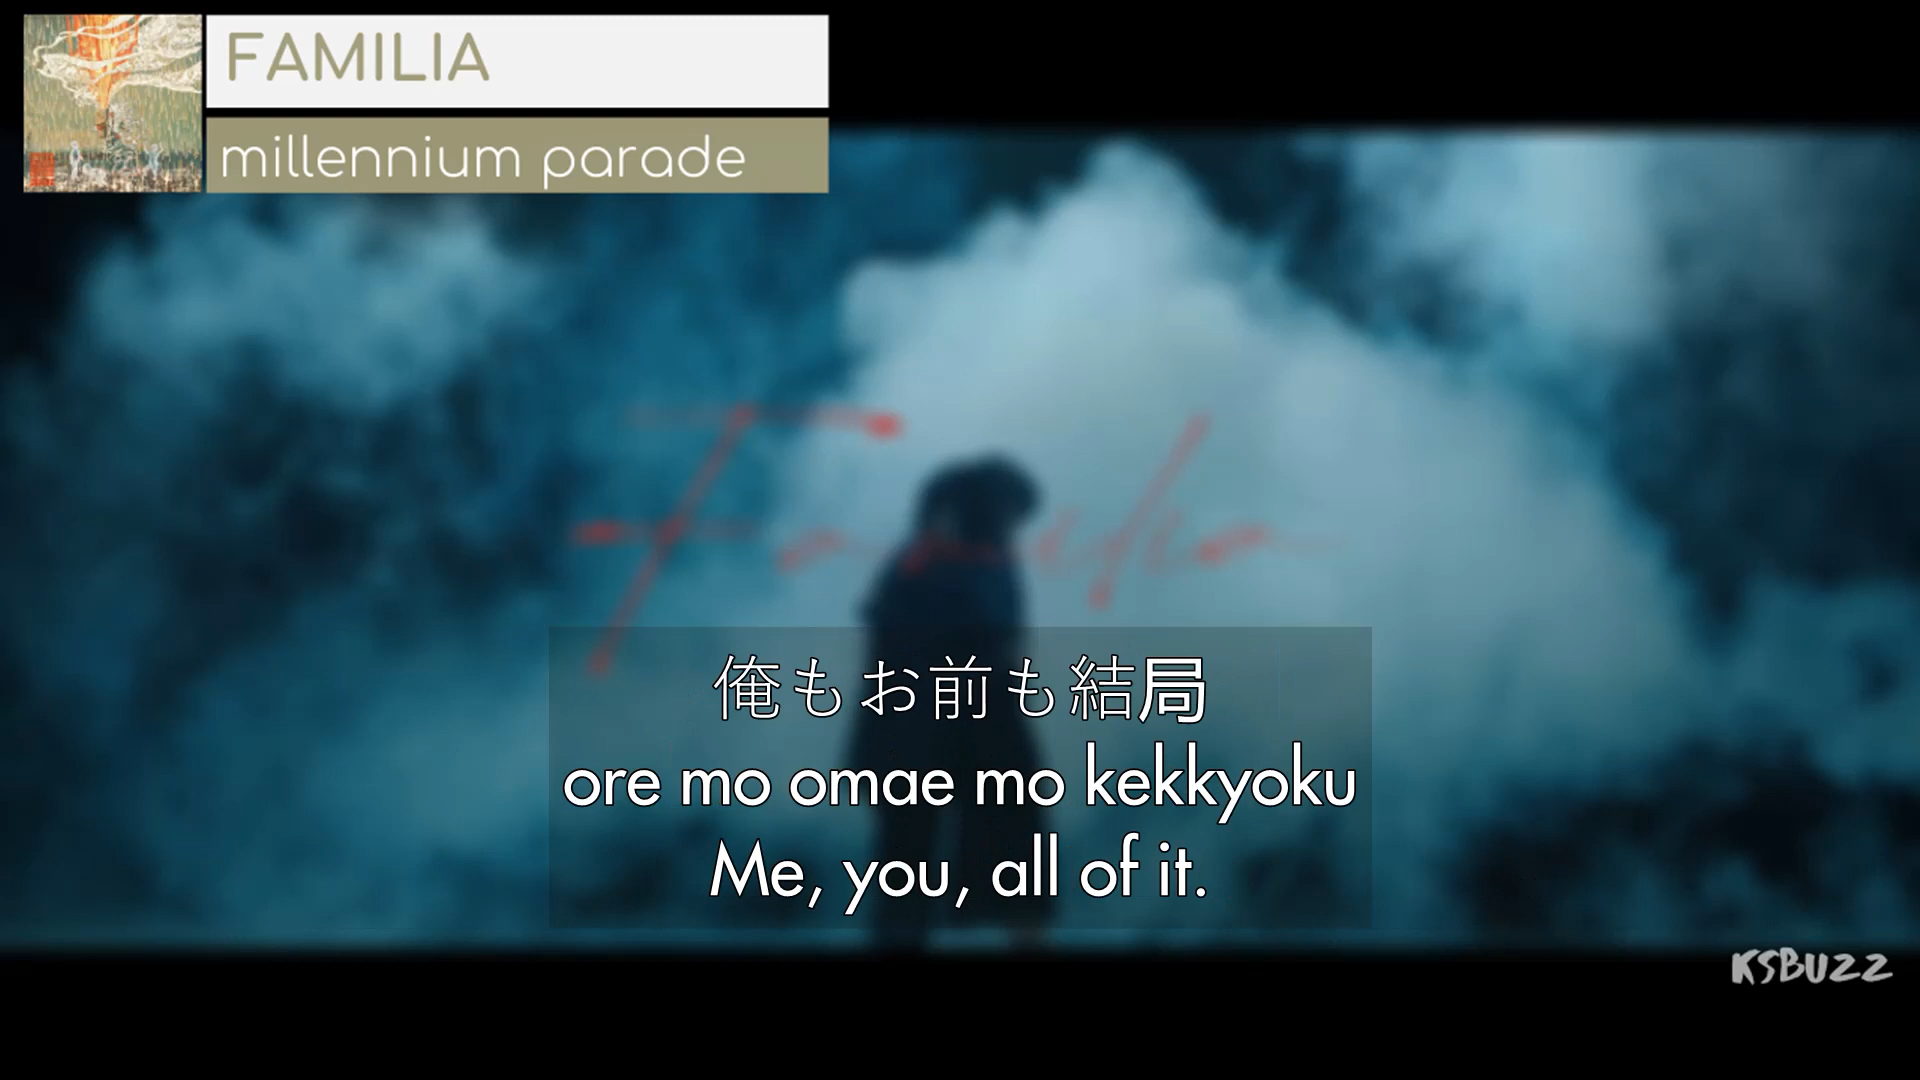 FAMILIA
millennium parade
Familia
俺もお前も結局
ore mo omae mo kekkyoku
Me, you, all of it.
KSBUZZ